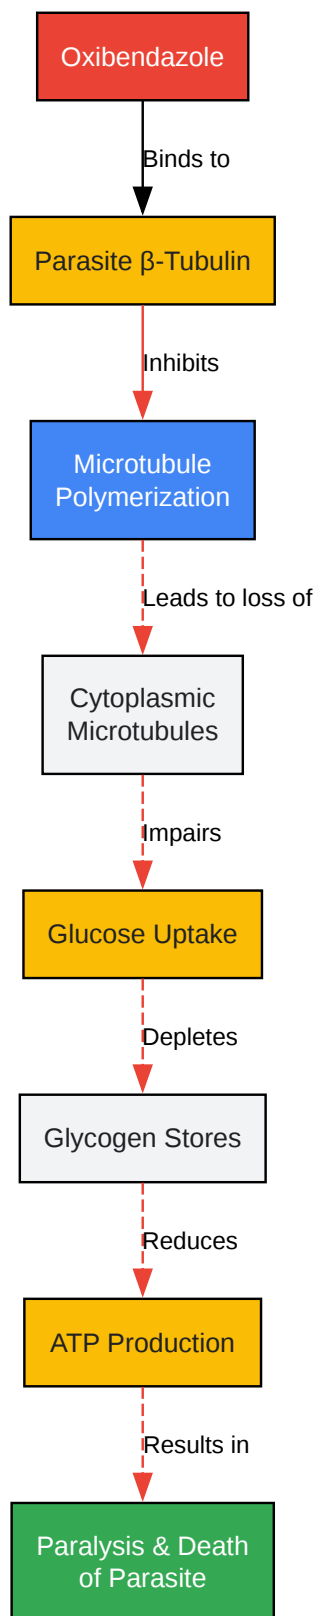 Oxibendazole
Binds to
Parasite β-Tubulin
Inhibits
Microtubule
Polymerization
Leads to loss of
Cytoplasmic
Microtubules
Impairs
Glucose Uptake
Depletes
Glycogen Stores
Reduces
ATP Production
Results in
Paralysis & Death
of Parasite